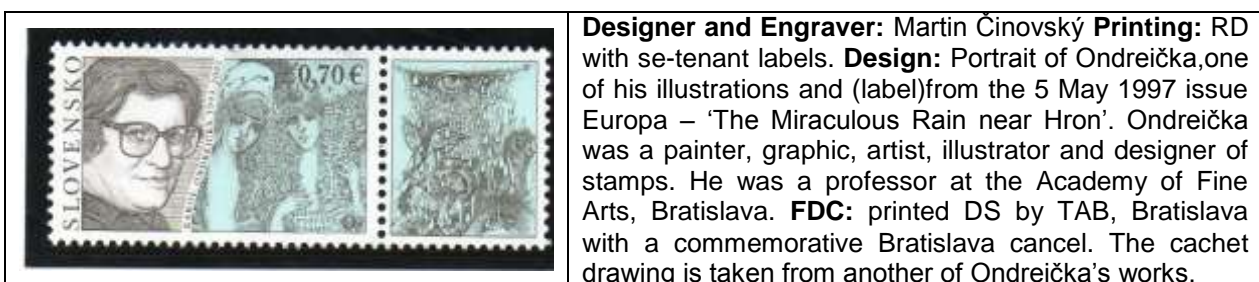 SLOVENSKO
0,70€
Designer and Engraver: Martin Činovský Printing: RD
with se-tenant labels. Design: Portrait of Ondreička,one
of his illustrations and (label)from the 5 May 1997 issue
Europa – ‘The Miraculous Rain near Hron’. Ondreička
was a painter, graphic, artist, illustrator and designer of
stamps. He was a professor at the Academy of Fine
Arts, Bratislava. FDC: printed DS by TAB, Bratislava
with a commemorative Bratislava cancel. The cachet
drawing is taken from another of Ondreička’s works.